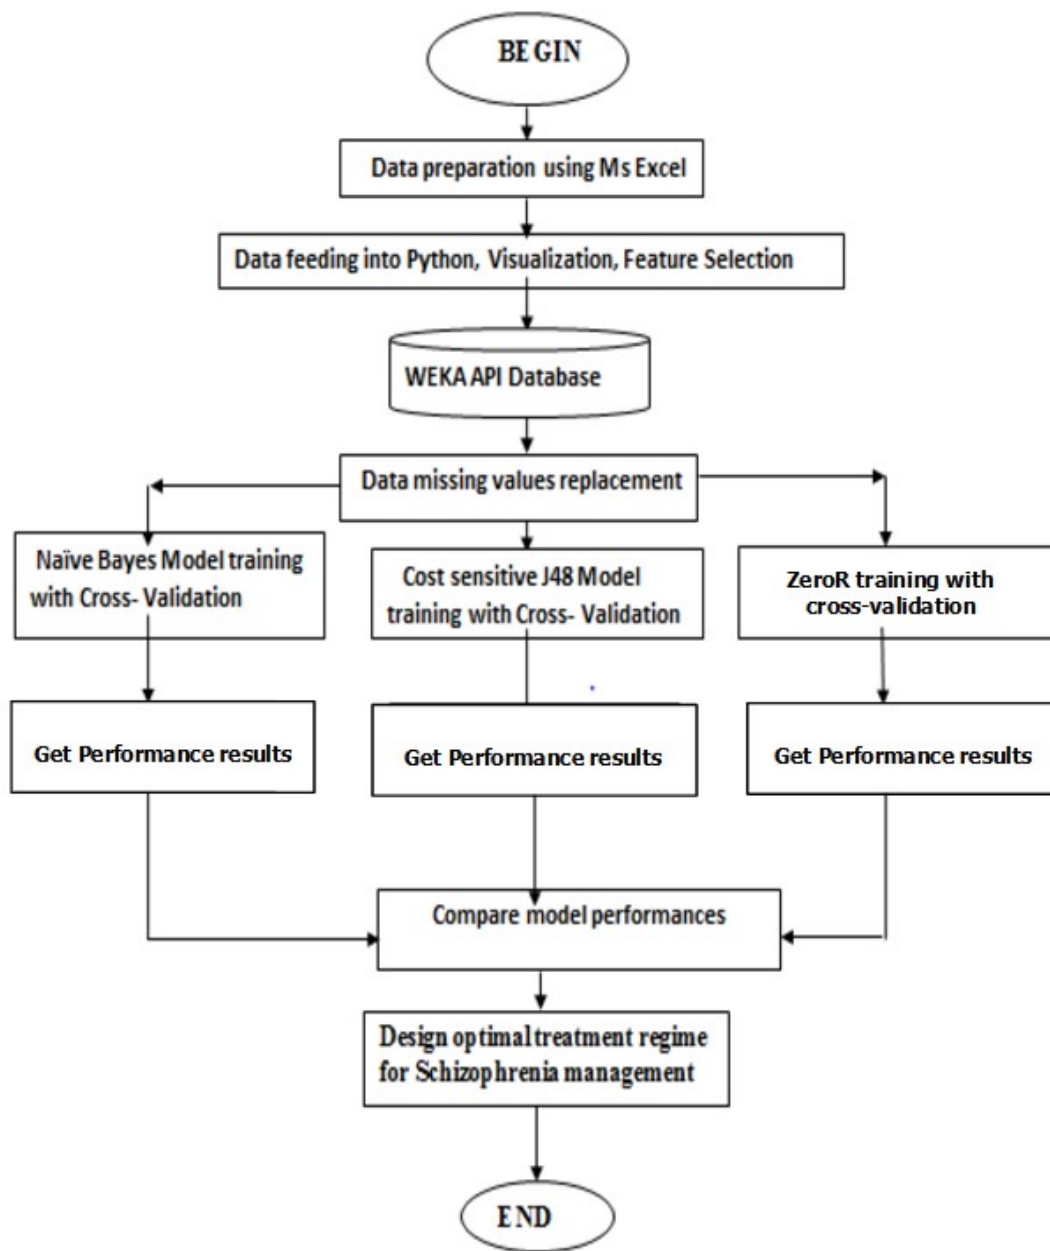 BEGIN
Data preparation using Ms Excel
Data feeding into Python, Visualization, Feature Selection
WEKA API Database
Data missing values replacement
Naïve Bayes Model training
with Cross- Validation
Cost sensitive J48 Model
training with Cross- Validation
ZeroR training with
cross-validation
Get Performance results
Get Performance results
Get Performance results
Compare model performances
Design optimal treatment regime
for Schizophrenia management
END